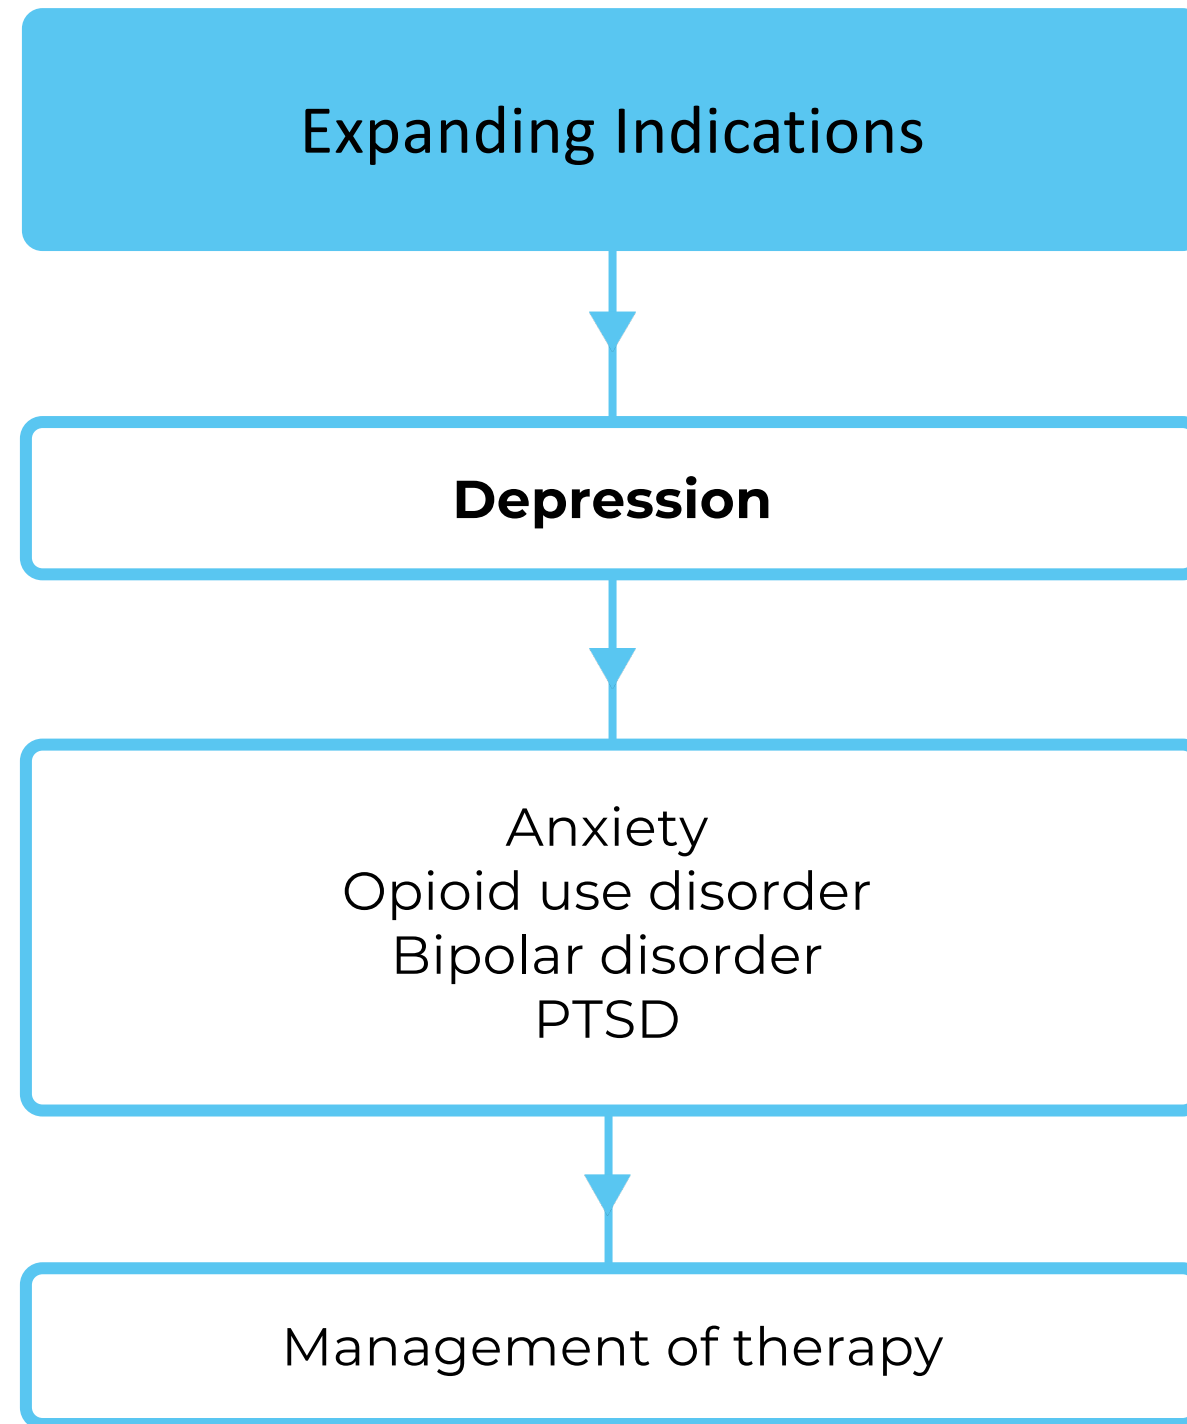 Expanding Indications
Depression
Anxiety
Opioid use disorder
Bipolar disorder
PTSD
Management of therapy